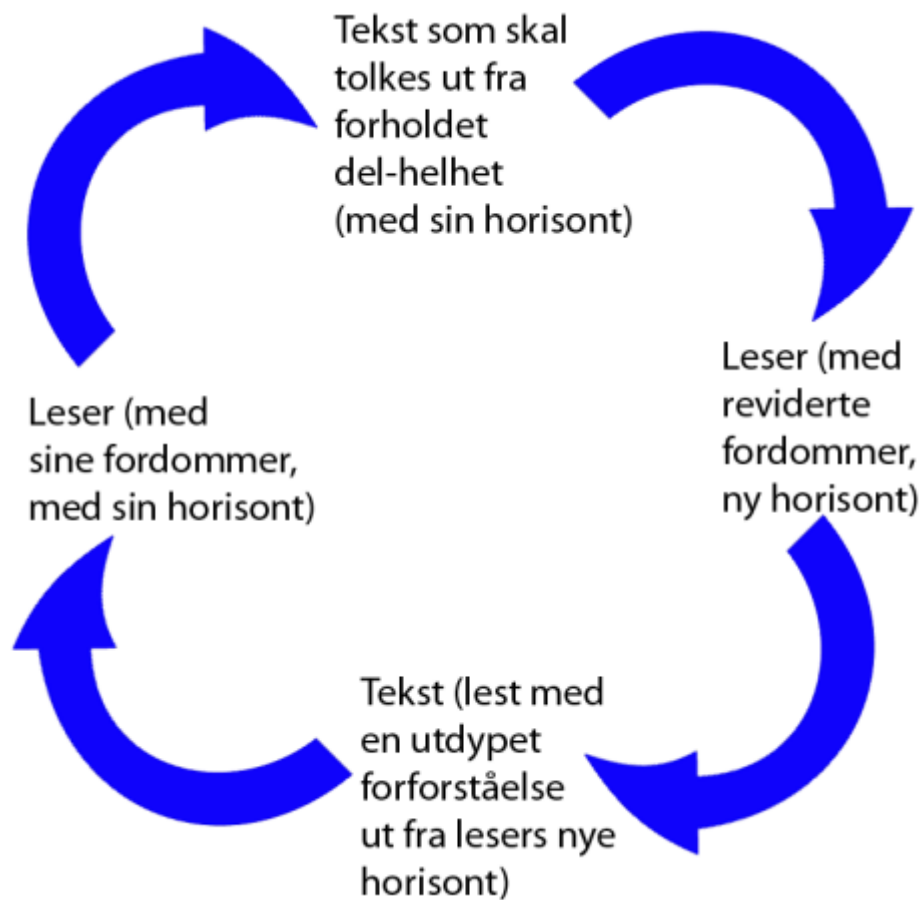 Tekst som skal
tolkes ut fra
forholdet
del-helhet
(med sin horisont)
Leser (med
reviderte
fordommer,
ny horisont)
Tekst (lest med
en utdypet
forforståelse
ut fra lesers nye
horisont)
Leser (med
sine fordommer,
med sin horisont)